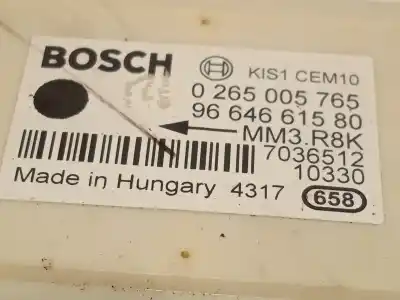 BOSCH KIS1 CEM10
0 265 005 765
96 646 615 80
MM3.R8K
7036512
10330
Made in Hungary 4317 658